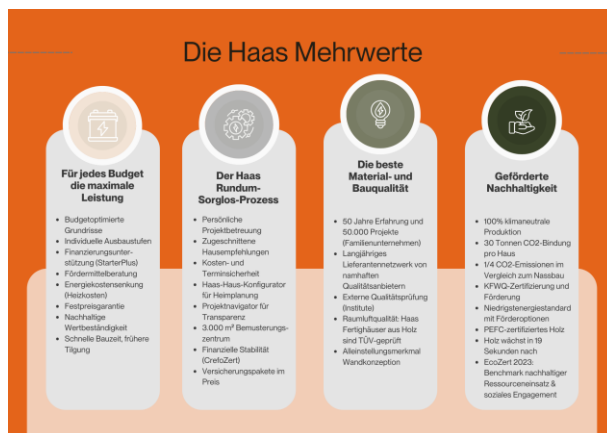 Die Haas Mehrwerte
Für jedes Budget
die maximale
Leistung
• Budgetoptimierte
Grundrisse
• Individuelle Ausbaustufen
• Finanzierungsunter-
stützung (StarterPlus)
• Fördermittelberatung
• Energiekostensenkung
(Heizkosten)
• Festpreisgarantie
• Nachhaltige
Wertbeständigkeit
• Schnelle Bauzeit, frühere
Tilgung
Der Haas
Rundum-
Sorglos-Prozess
• Persönliche
Projektbetreuung
• Zugeschnittene
Hausempfehlungen
• Kosten- und
Terminsicherheit
• Haas-Haus-Konfigurator
für Heimplanung
• Projektnavigator für
Transparenz
• 3.000 m² Bemusterungs-
zentrum
• Finanzielle Stabilität
(CrefoZert)
• Versicherungspakete im
Preis
Die beste
Material- und
Bauqualität
• 50 Jahre Erfahrung und
50.000 Projekte
(Familienunternehmen)
• Langjähriges
Lieferantennetzwerk von
namhaften
Qualitätsanbietern
• Externe Qualitätsprüfung
(Institute)
• Raumluftqualität: Haas
Fertighäuser aus Holz
sind TÜV-geprüft
• Alleinstellungsmerkmal
Wandkonzeption
Geförderte
Nachhaltigkeit
• 100% klimaneutrale
Produktion
• 30 Tonnen CO2-Bindung
pro Haus
• 1/4 CO2-Emissionen im
Vergleich zum Nassbau
• KFWQ-Zertifizierung und
Förderung
• Niedrigstenergiestandard
mit Förderoptionen
• PEFC-zertifiziertes Holz
• Holz wächst in 19
Sekunden nach
• EcoZert 2023:
Benchmark nachhaltiger
Ressourceneinsatz &
soziales Engagement